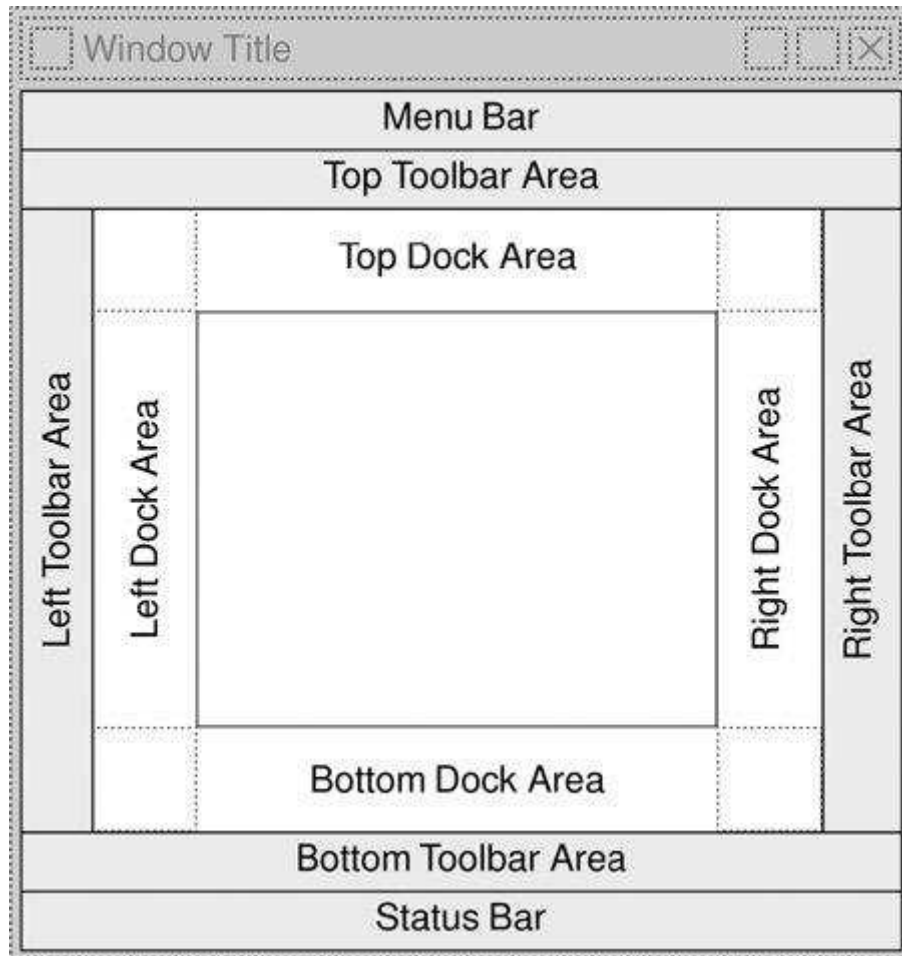 Window Title
Menu Bar
Top Toolbar Area
Top Dock Area
Left Toolbar Area
Left Dock Area
Right Dock Area
Right Toolbar Area
Bottom Dock Area
Bottom Toolbar Area
Status Bar